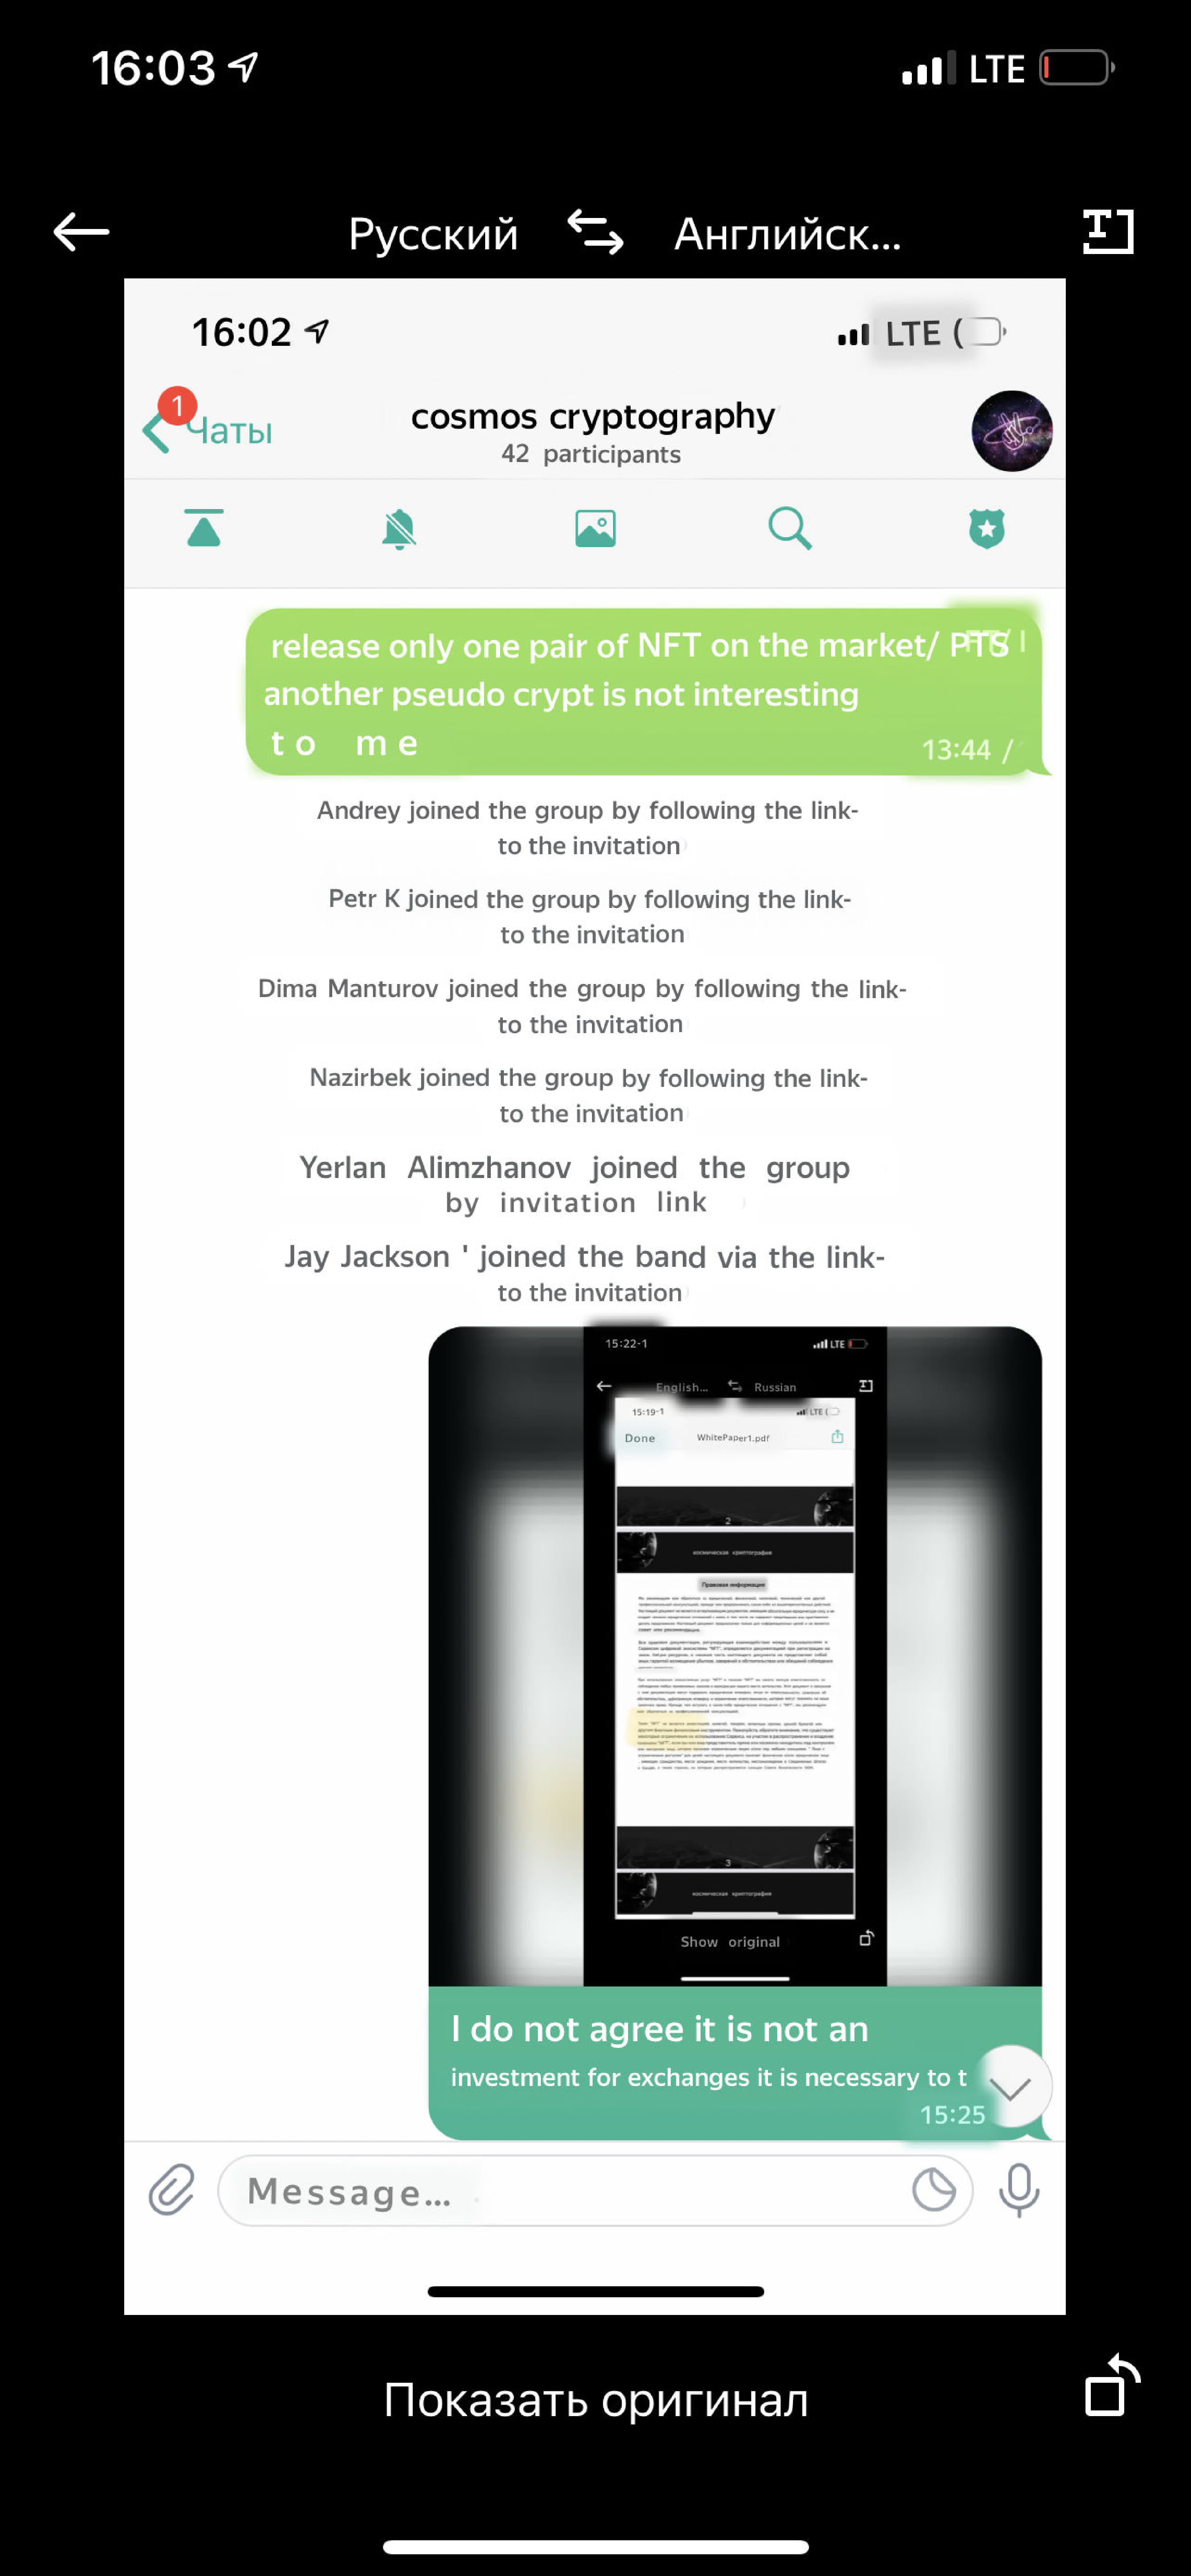 16:03
LTE
Русский
Английск...
16:02
LTE
1
Чаты
cosmos cryptography
42 participants
release only one pair of NFT on the market/ PTS
another pseudo crypt is not interesting
to me
13:44
Andrey joined the group by following the link-
to the invitation
Petr K joined the group by following the link-
to the invitation
Dima Manturov joined the group by following the link-
to the invitation
Nazirbek joined the group by following the link-
to the invitation
Yerlan Alimzhanov joined the group
by invitation link
Jay Jackson ' joined the band via the link-
to the invitation
15:22-1
LTE
English...
Russian
15:19-1
LTE
Done
WhitePaper1.pdf
2
космическая криптография
Правовая информация
3
космическая криптография
Show original
I do not agree it is not an
investment for exchanges it is necessary to t
15:25
Message...
Показать оригинал